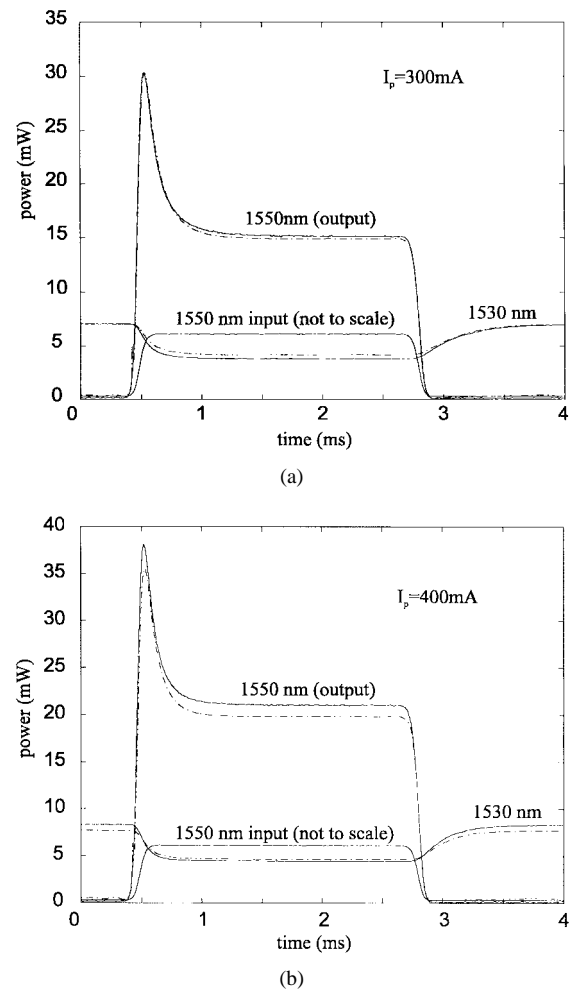 35
30
25
20
15
10
5
0
power (mW)
I_p=300mA
1550nm (output)
1550 nm input (not to scale)
1530 nm
0 1 2 3 4
time (ms)
(a)
40
35
30
25
20
15
10
5
0
power (mW)
I_p=400mA
1550 nm (output)
1550 nm input (not to scale)
1530 nm
0 1 2 3 4
time (ms)
(b)